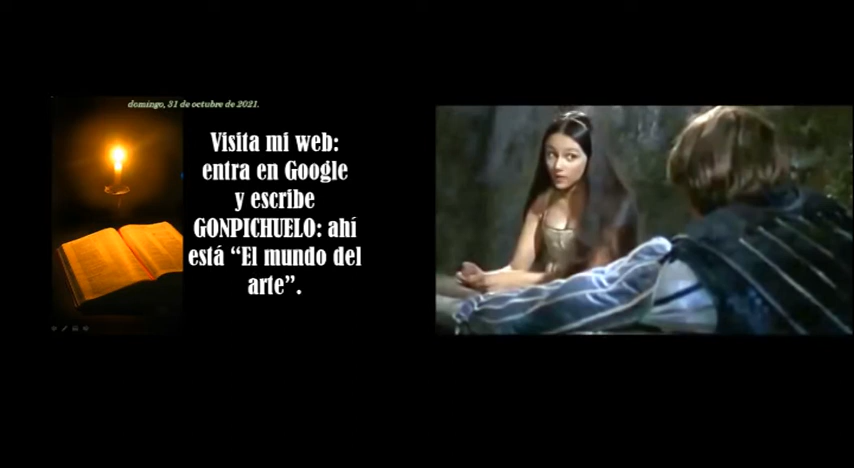 domingo, 31 de octubre de 2021.
Visita mi web:
entra en Google
y escribe
GONPICHUELO: ahí
está “El mundo del
arte”.